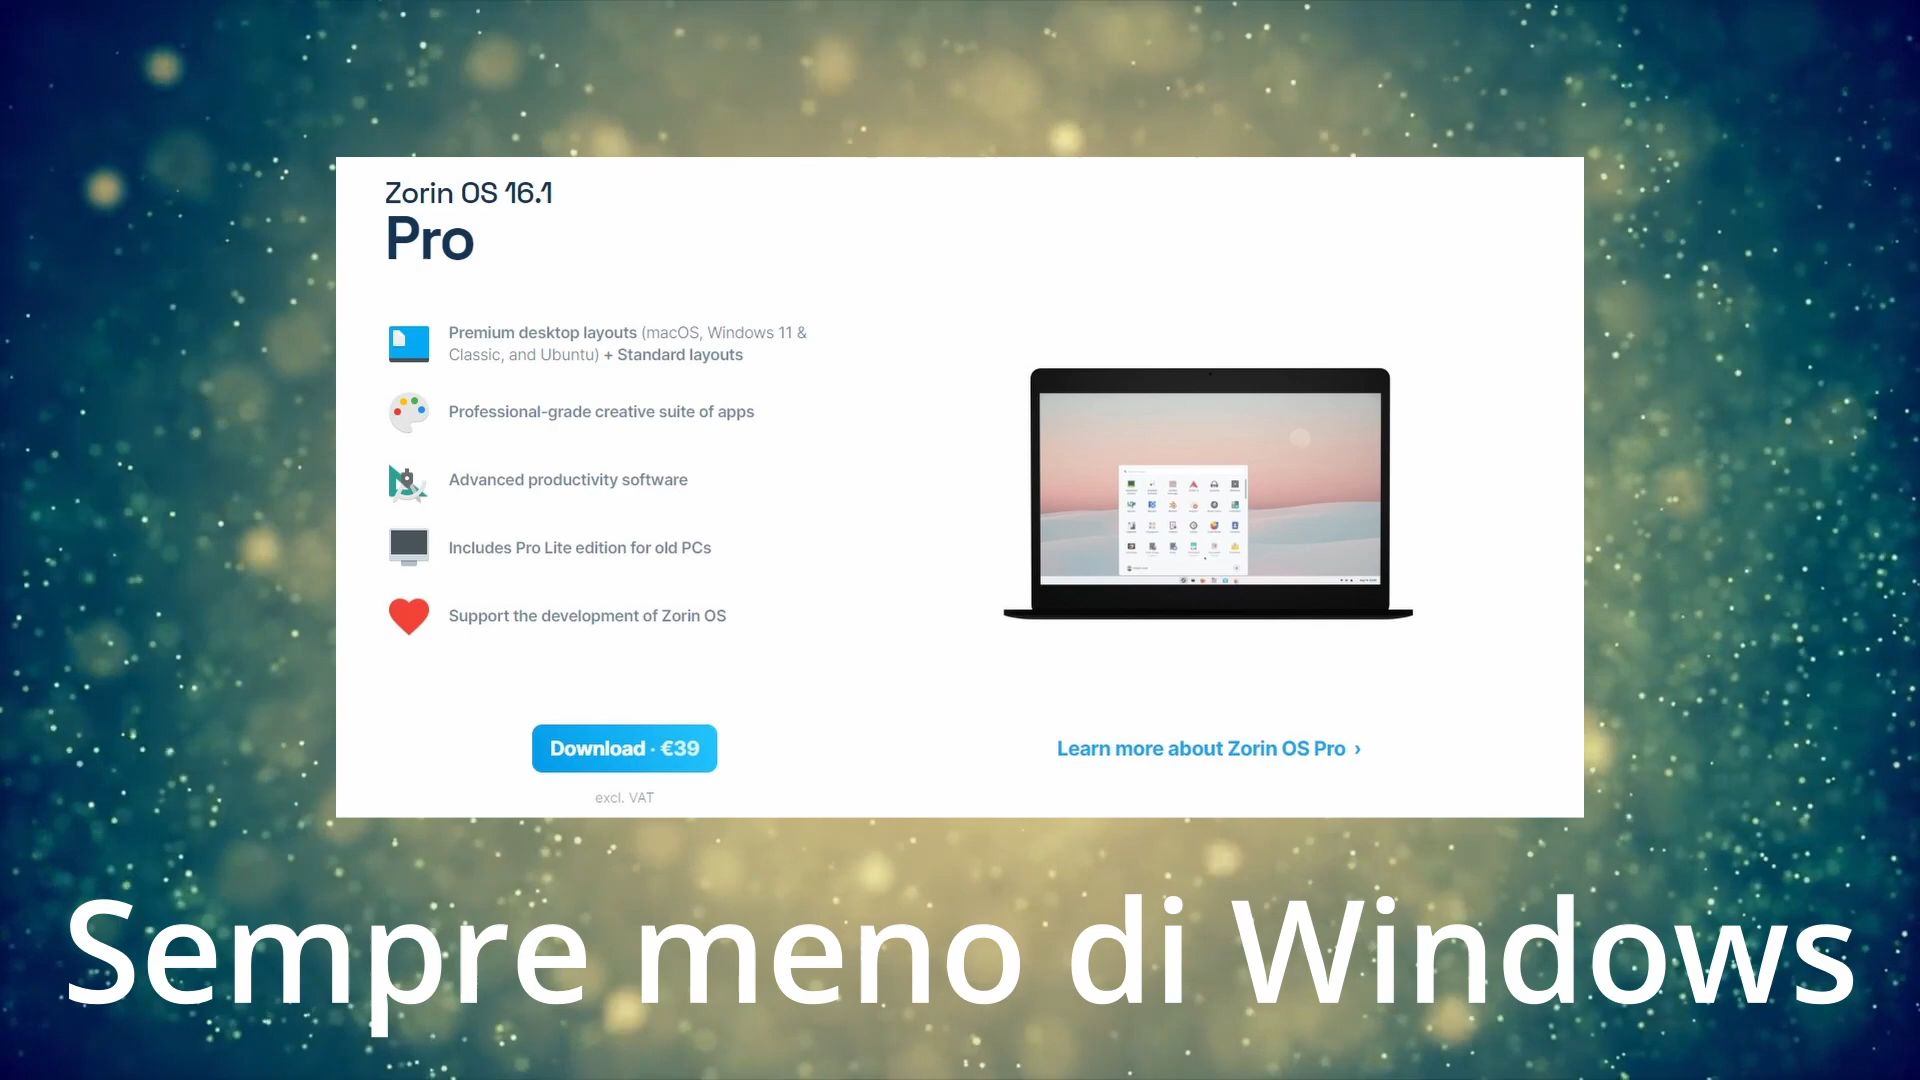 Zorin OS 16.1
Pro
Premium desktop layouts (macOS, Windows 11 &
Classic, and Ubuntu) + Standard layouts
Professional-grade creative suite of apps
Advanced productivity software
Includes Pro Lite edition for old PCs
Support the development of Zorin OS
Download · €39
excl. VAT
Learn more about Zorin OS Pro ›
Sempre meno di Windows